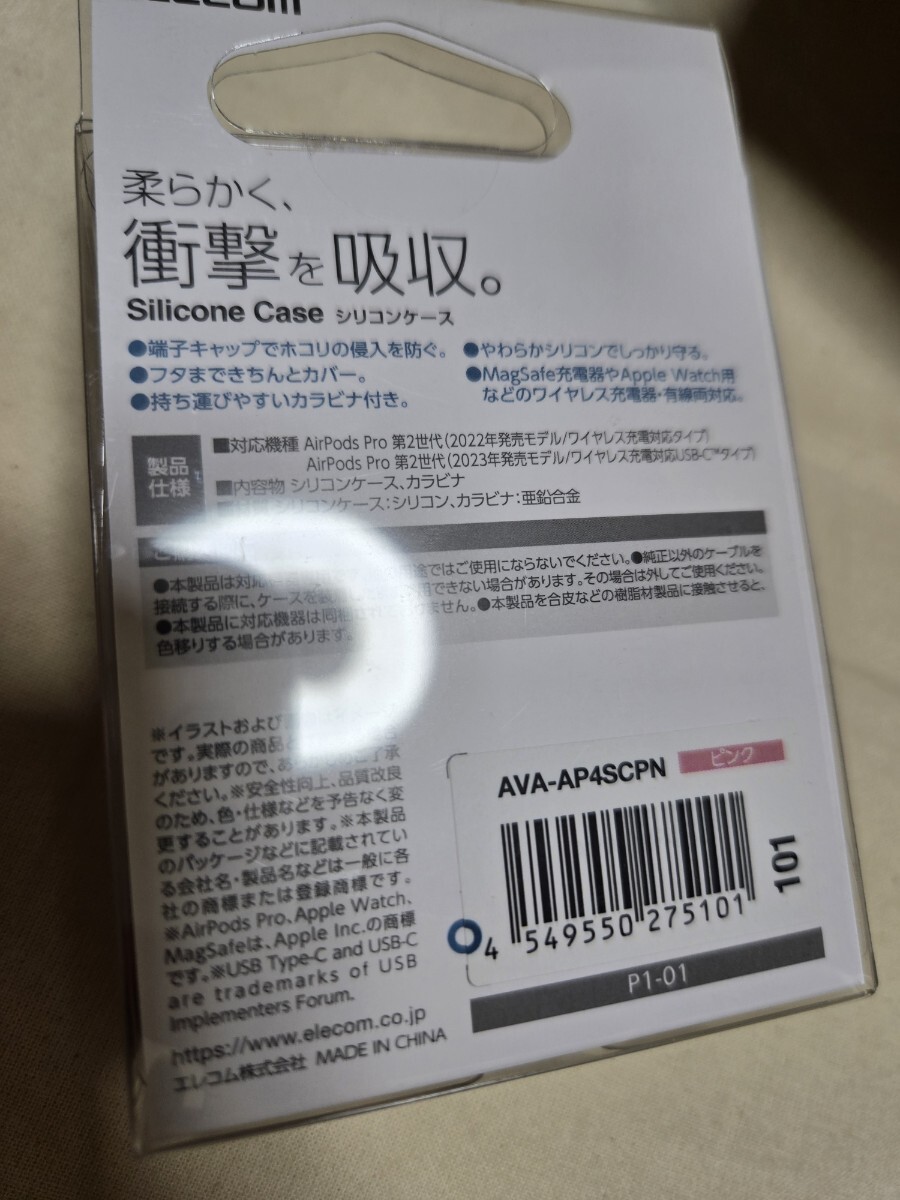 ELECOM
柔らかく、
衝撃を吸収。
Silicone Case シリコンケース
●端子キャップでホコリの侵入を防ぐ。
●フタまできちんとカバー。
●持ち運びやすいカラビナ付き。
●やわらかシリコンでしっかり守る。
●MagSafe充電器やApple Watch用
などのワイヤレス充電器・有線両対応。
製品
仕様
■対応機種 AirPods Pro 第2世代(2022年発売モデル/ワイヤレス充電対応タイプ)
AirPods Pro 第2世代(2023年発売モデル/ワイヤレス充電対応USB-C™タイプ)
■内容物 シリコンケース、カラビナ
シリコンケース:シリコン、カラビナ:亜鉛合金
●本製品は対応 ではご使用にならないでください。●純正以外のケーブルを
接続する際に、ケースを 用できない場合があります。その場合は外してご使用ください。
●本製品に対応機器は同梱 せん。●本製品を合皮などの樹脂材製品に接触させると、
色移りする場合があります。
※イラストおよび
です。実際の商品と
がありますので、あ ご了承
ください。※安全性向上、品質改良
のため、色・仕様などを予告なく変
更することがあります。※本製品
のパッケージなどに記載されてい
る会社名・製品名などは一般に各
社の商標または登録商標です。
※AirPods Pro、Apple Watch、
MagSafeは、Apple Inc.の商標
です。※USB Type-C and USB-C
are trademarks of USB
Implementers Forum.
https://www.elecom.co.jp
エレコム株式会社 MADE IN CHINA
AVA-AP4SCPN ピンク
101
4 549550 275101
P1-01